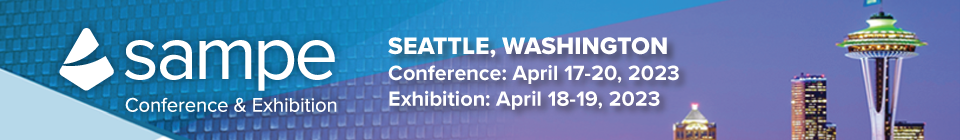 sampe
Conference & Exhibition
SEATTLE, WASHINGTON
Conference: April 17-20, 2023
Exhibition: April 18-19, 2023